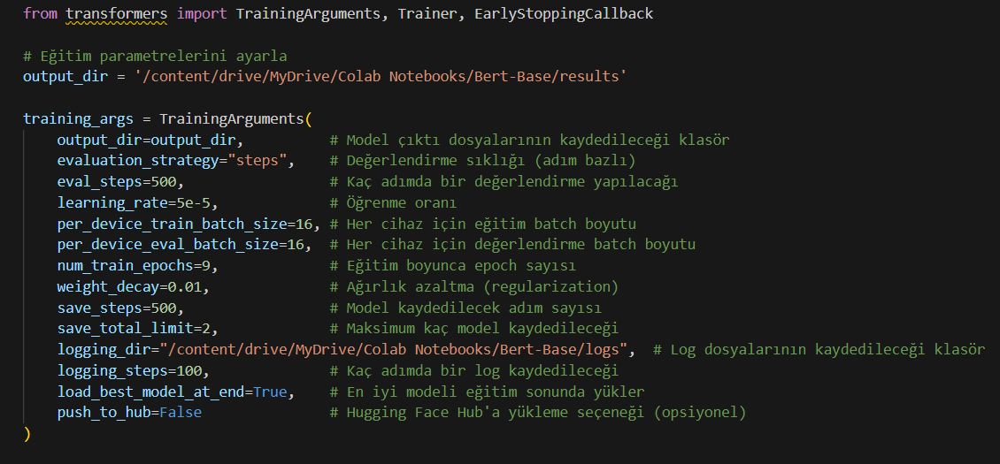 from transformers import TrainingArguments, Trainer, EarlyStoppingCallback
# Eğitim parametrelerini ayarla
output_dir = '/content/drive/MyDrive/Colab Notebooks/Bert-Base/results'
training_args = TrainingArguments(
output_dir=output_dir, # Model çıktı dosyalarının kaydedileceği klasör
evaluation_strategy="steps", # Değerlendirme sıklığı (adım bazlı)
eval_steps=500, # Kaç adımda bir değerlendirme yapılacağı
learning_rate=5e-5, # Öğrenme oranı
per_device_train_batch_size=16, # Her cihaz için eğitim batch boyutu
per_device_eval_batch_size=16, # Her cihaz için değerlendirme batch boyutu
num_train_epochs=9, # Eğitim boyunca epoch sayısı
weight_decay=0.01, # Ağırlık azaltma (regularization)
save_steps=500, # Model kaydedilecek adım sayısı
save_total_limit=2, # Maksimum kaç model kaydedileceği
logging_dir="/content/drive/MyDrive/Colab Notebooks/Bert-Base/logs", # Log dosyalarının kaydedileceği klasör
logging_steps=100, # Kaç adımda bir log kaydedileceği
load_best_model_at_end=True, # En iyi modeli eğitim sonunda yükler
push_to_hub=False # Hugging Face Hub'a yükleme seçeneği (opsiyonel)
)